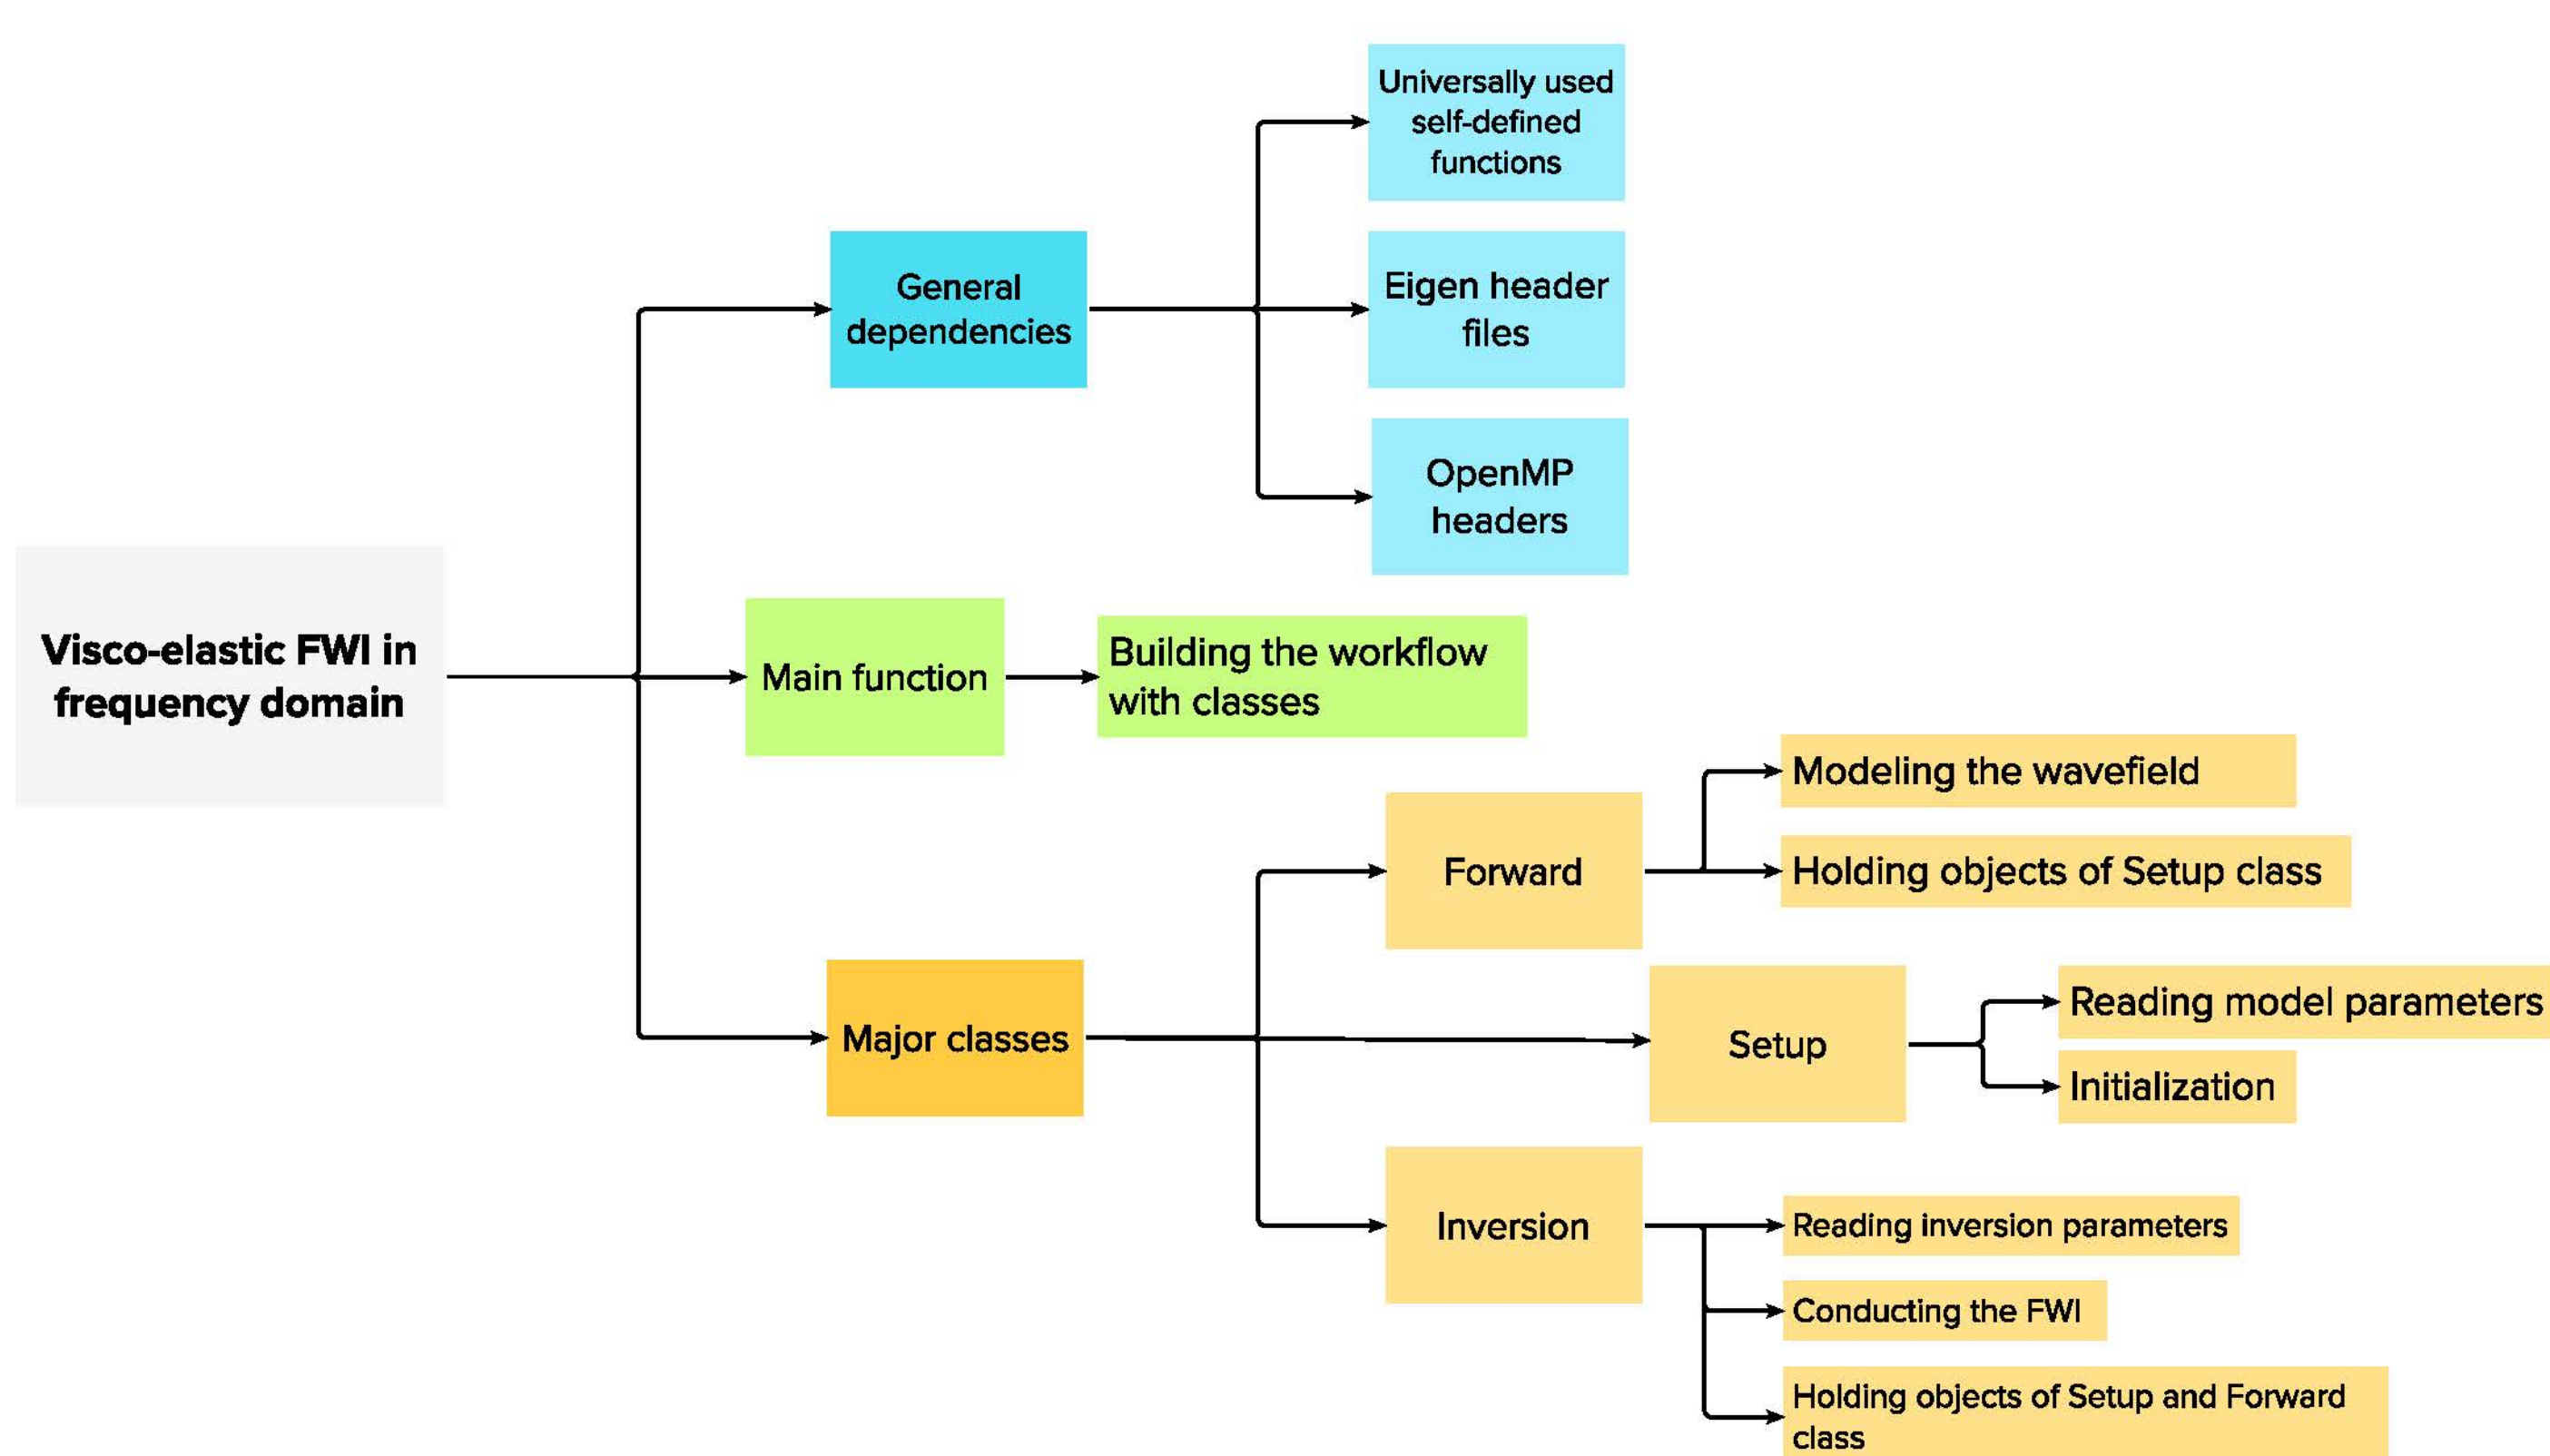 Universally used
self-defined
functions
General
dependencies
Eigen header
files
OpenMP
headers
Visco-elastic FWI in
frequency domain
Main function
Building the workflow
with classes
Major classes
Forward
Modeling the wavefield
Holding objects of Setup class
Setup
Reading model parameters
Initialization
Inversion
Reading inversion parameters
Conducting the FWI
Holding objects of Setup and Forward
class